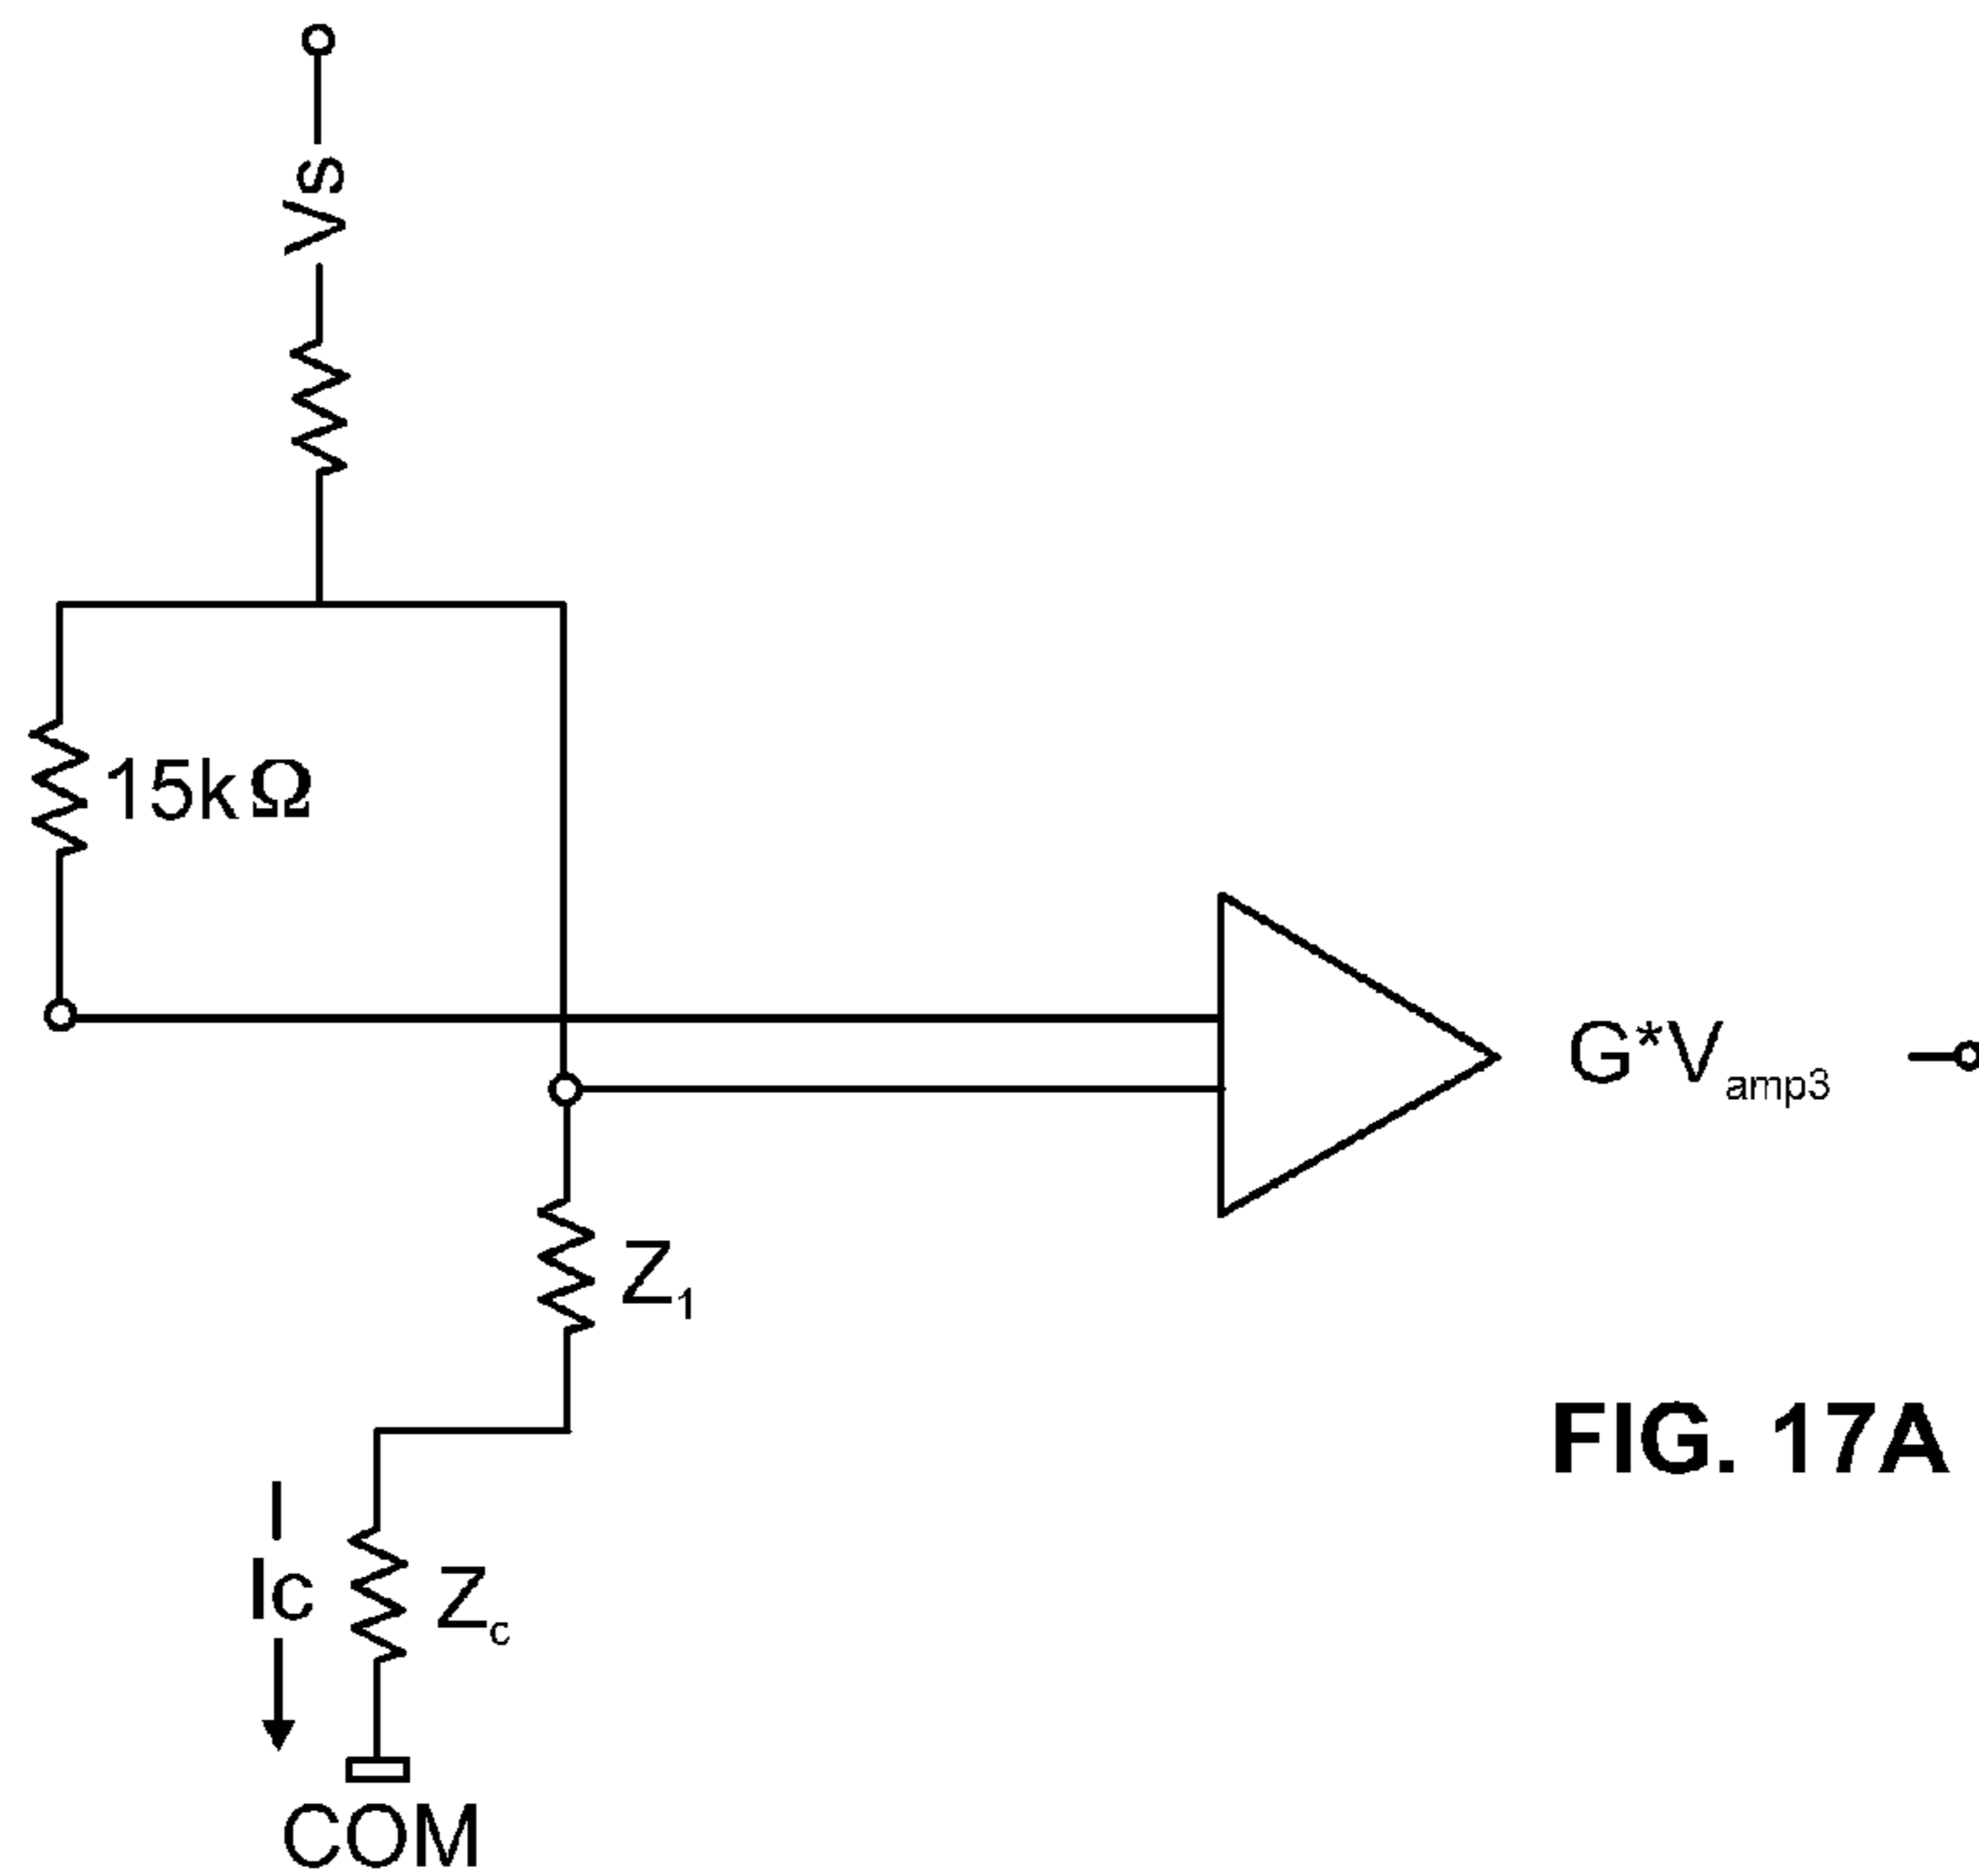 Vs
15kΩ
G*Vamp3
Z1
FIG. 17A
I
Ic
Zc
COM